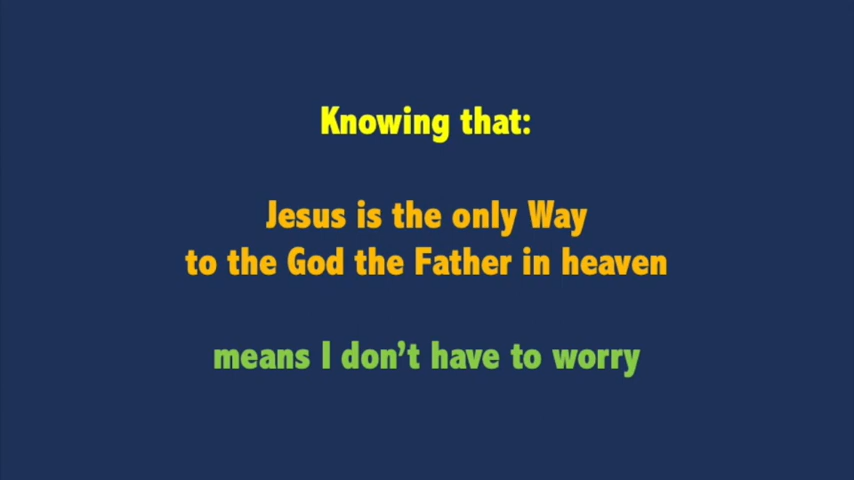 Knowing that:
Jesus is the only Way
to the God the Father in heaven
means I don't have to worry